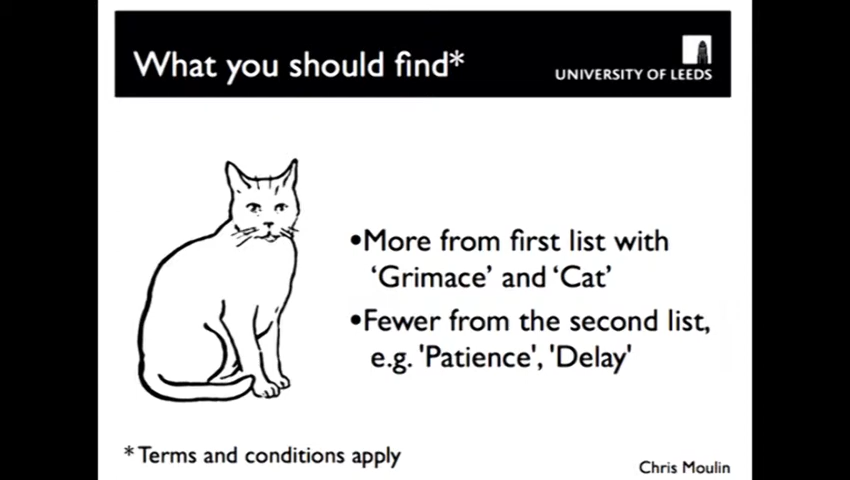 What you should find*
UNIVERSITY OF LEEDS
•More from first list with
‘Grimace’ and ‘Cat’
•Fewer from the second list,
e.g. 'Patience', 'Delay'
* Terms and conditions apply
Chris Moulin